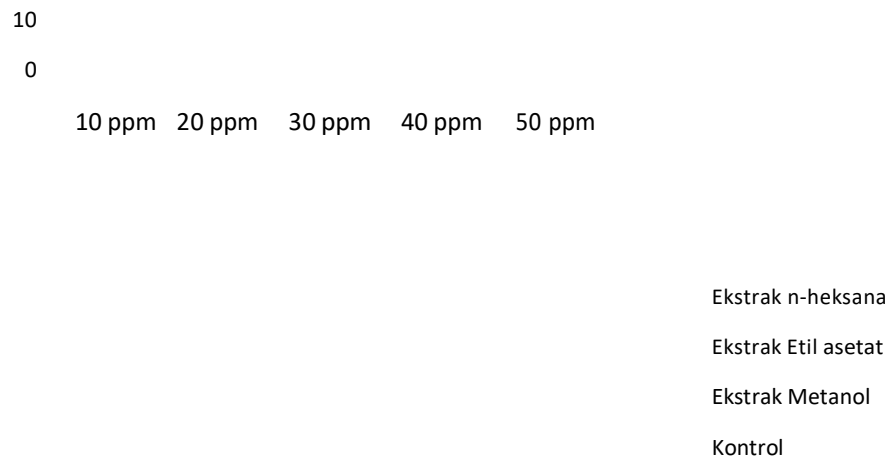 10
0
10 ppm 20 ppm 30 ppm 40 ppm 50 ppm
Ekstrak n-heksana
Ekstrak Etil asetat
Ekstrak Metanol
Kontrol